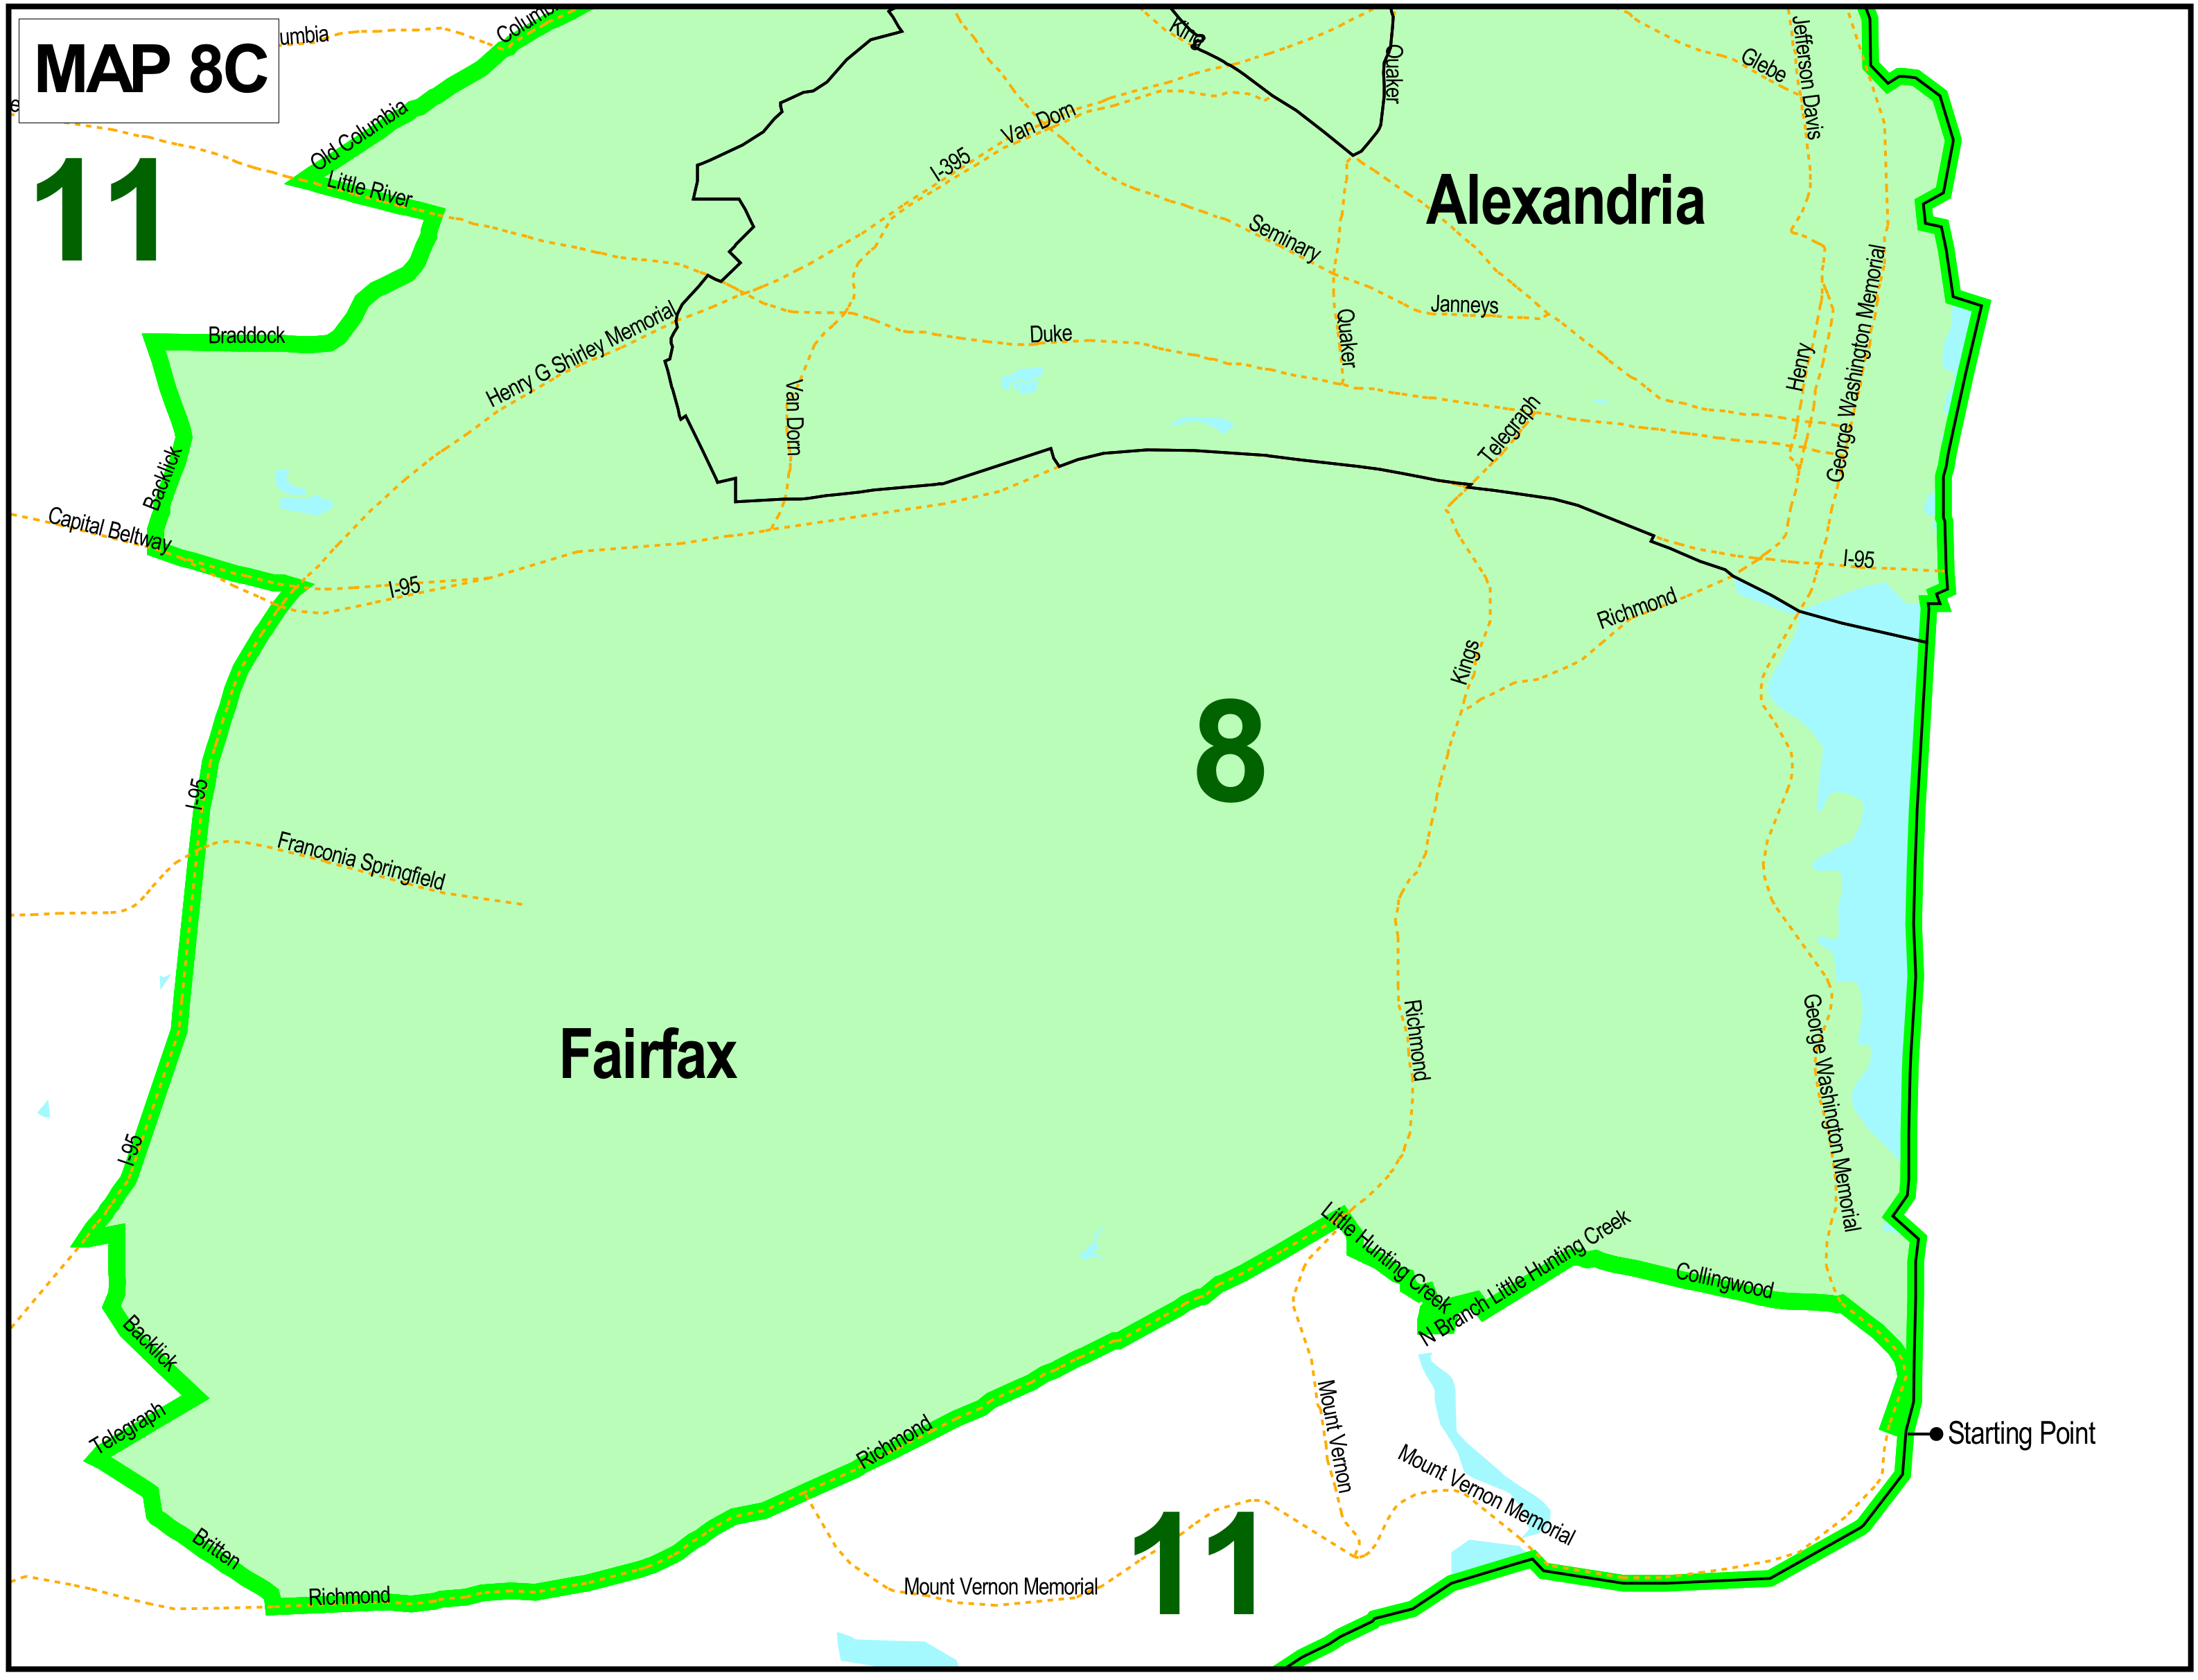 MAP 8C
umbia
Columbi
King
Quaker
Jefferson Davis
Glebe
e
Old Columbia
Little River
Van Dorn
I-395
11
Alexandria
Seminary
Janneys
Quaker
Duke
Braddock
Henry G Shirley Memorial
Van Dorn
Henry
George Washington Memorial
Telegraph
Backlick
Capital Beltway
I-95
I-95
Richmond
Kings
8
I-95
Franconia Springfield
Fairfax
Richmond
George Washington Memorial
I-95
Little Hunting Creek
N Branch Little Hunting Creek
Collingwood
Backlick
Telegraph
Richmond
Mount Vernon
Mount Vernon Memorial
Starting Point
11
Britten
Richmond
Mount Vernon Memorial